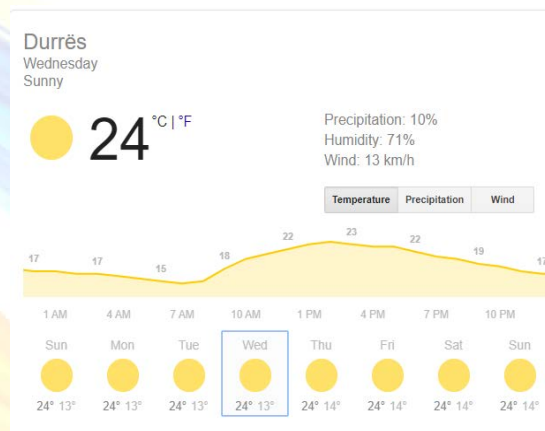 Durrës
Wednesday
Sunny
24 °C | °F
Precipitation: 10%
Humidity: 71%
Wind: 13 km/h
Temperature Precipitation Wind
17 17 15 18 22 23 22 19 17
1 AM 4 AM 7 AM 10 AM 1 PM 4 PM 7 PM 10 PM
Sun Mon Tue Wed Thu Fri Sat Sun
24° 13° 24° 13° 24° 13° 24° 13° 24° 14° 24° 14° 24° 14° 24° 14°